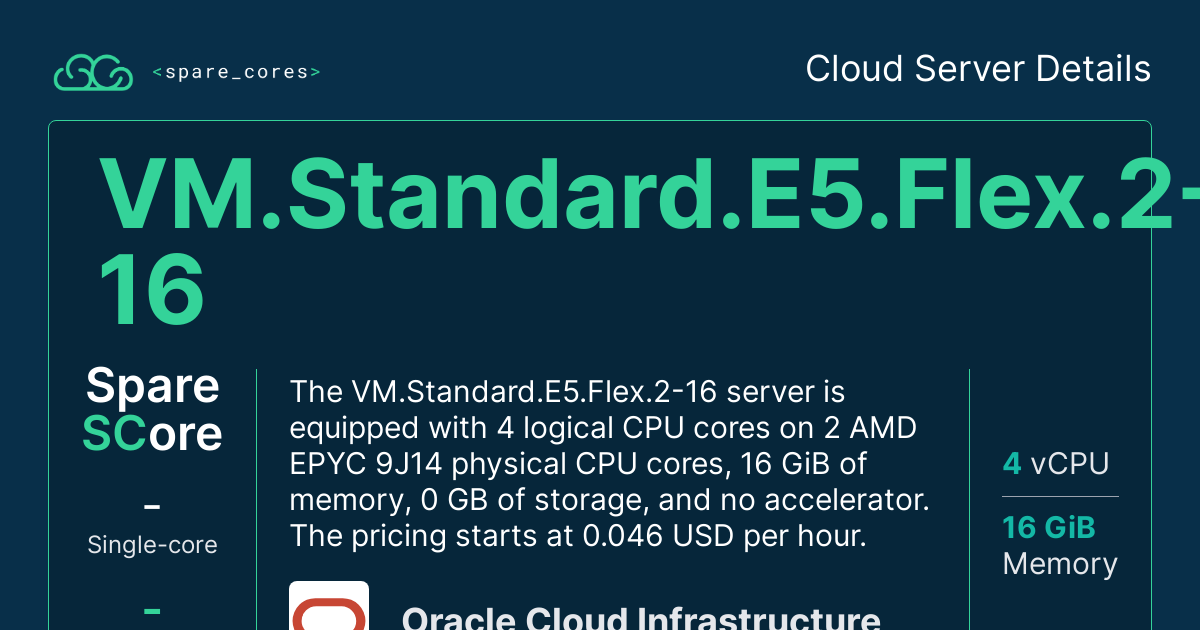 <spare_cores>
Cloud Server Details
VM.Standard.E5.Flex.2-
16
Spare
SCore
–
Single-core
–
The VM.Standard.E5.Flex.2-16 server is
equipped with 4 logical CPU cores on 2 AMD
EPYC 9J14 physical CPU cores, 16 GiB of
memory, 0 GB of storage, and no accelerator.
The pricing starts at 0.046 USD per hour.
Oracle Cloud Infrastructure
4 vCPU
16 GiB
Memory